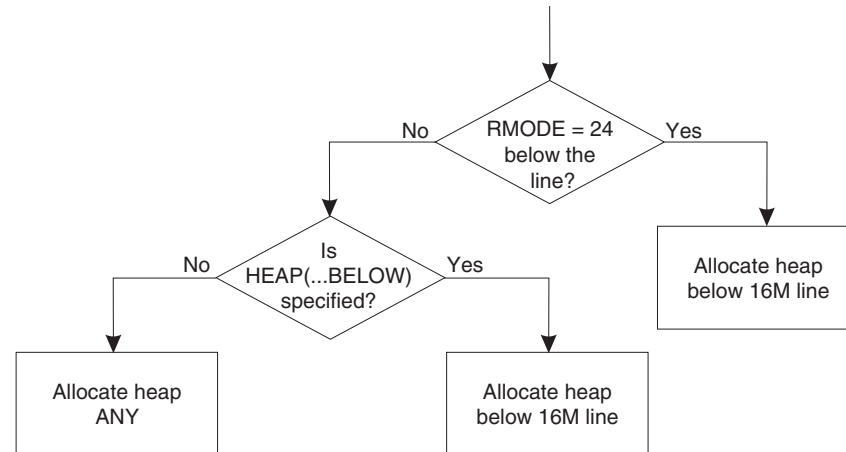 RMODE = 24
below the
line?
No
Yes
Is
HEAP(...BELOW)
specified?
No
Yes
Allocate heap
below 16M line
Allocate heap
ANY
Allocate heap
below 16M line